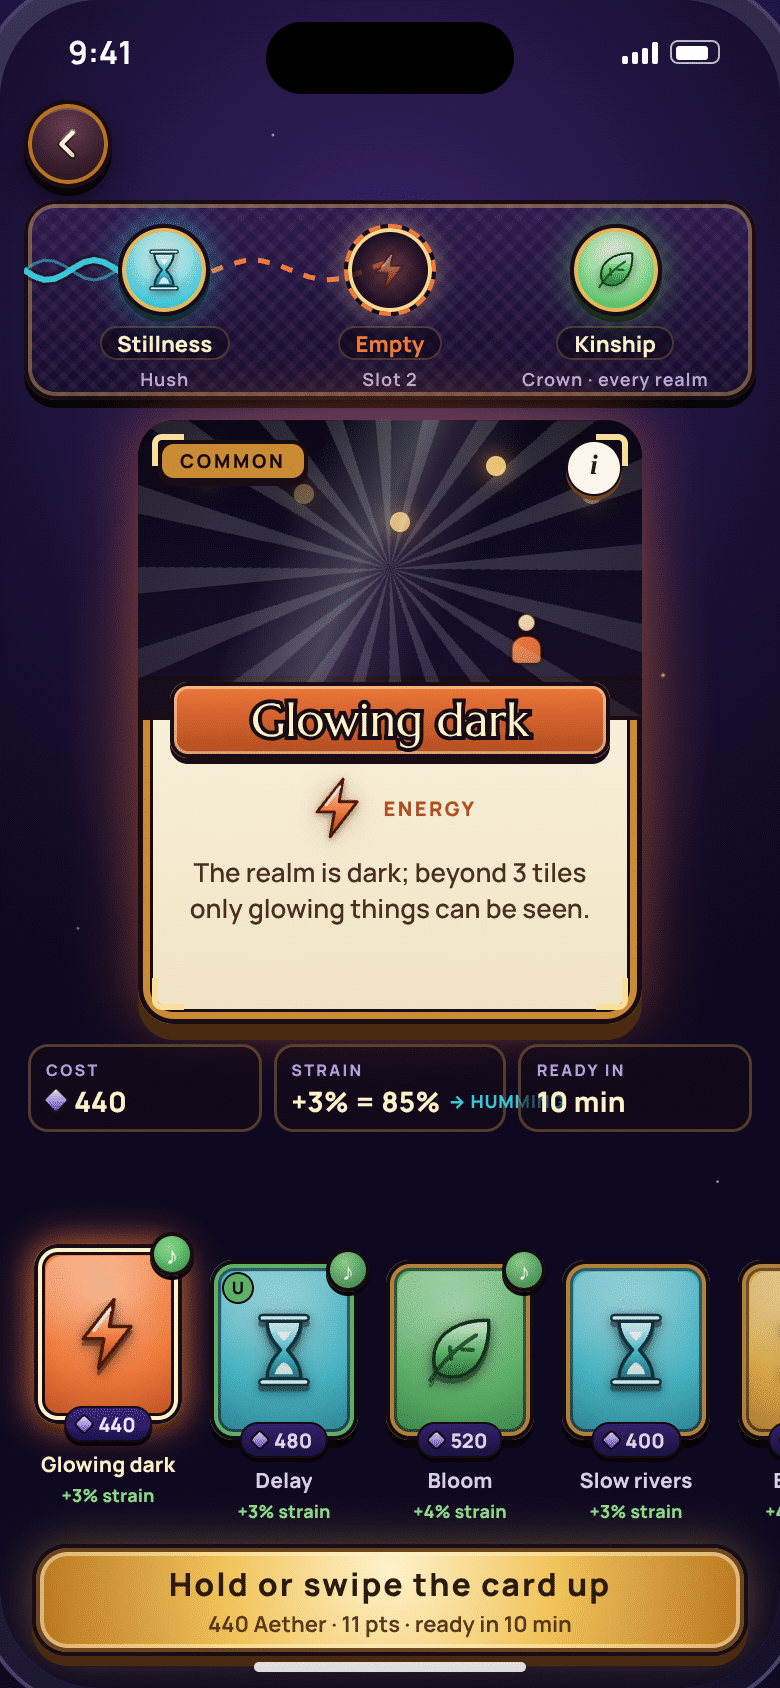 9:41
Stillness
Hush
Empty
Slot 2
Kinship
Crown · every realm
COMMON
i
Glowing dark
ENERGY
The realm is dark; beyond 3 tiles
only glowing things can be seen.
COST
440
STRAIN
+3% = 85% →
READY IN
10 min
♪
440
Glowing dark
+3% strain
U
♪
480
Delay
+3% strain
♪
520
Bloom
+4% strain
400
Slow rivers
+3% strain
Hold or swipe the card up
440 Aether · 11 pts · ready in 10 min